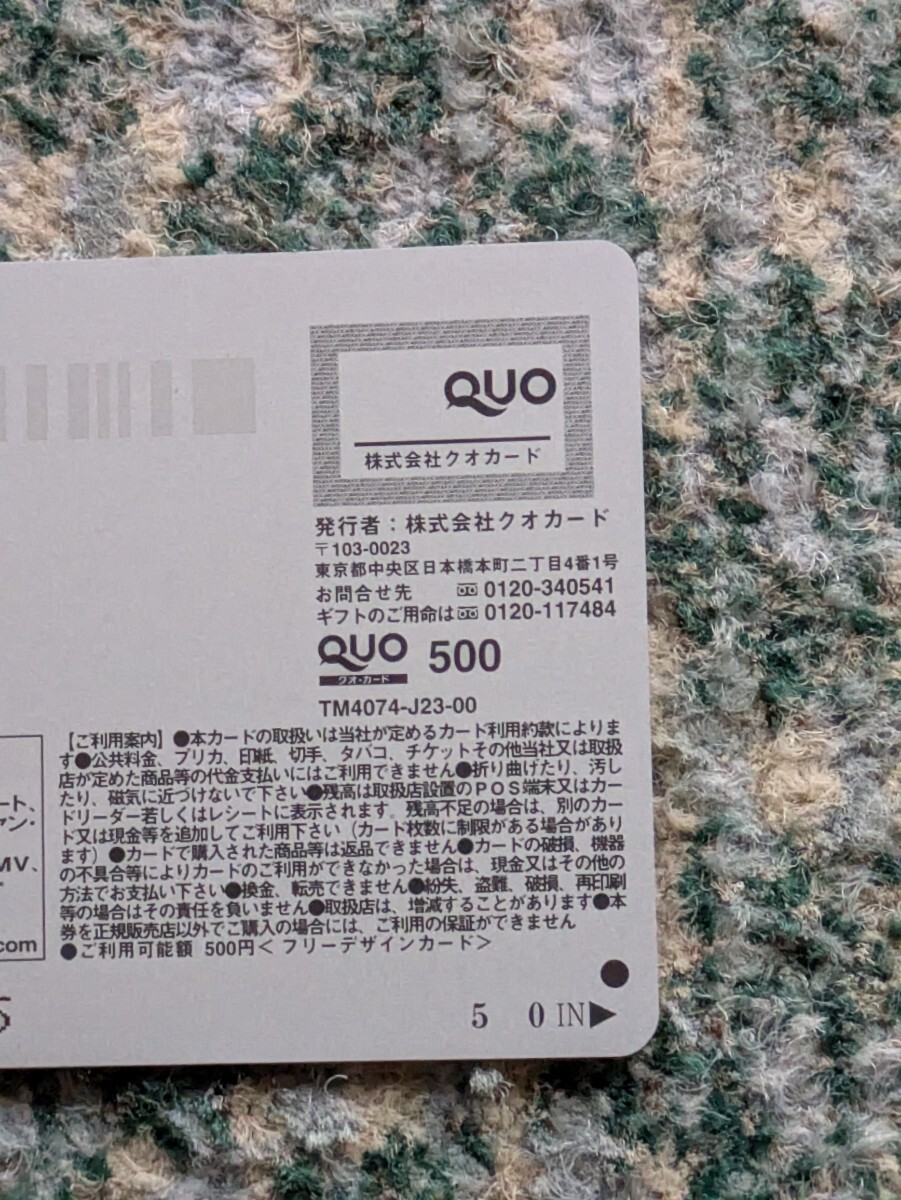 QUO
株式会社クオカード
発行者：株式会社クオカード
〒103-0023
東京都中央区日本橋本町二丁目4番1号
お問合せ先 0120-340541
ギフトのご用命は 0120-117484
QUO 500
クオ・カード
TM4074-J23-00
【ご利用案内】●本カードの取扱いは当社が定めるカード利用約款によりま
す●公共料金、プリカ、印紙、切手、タバコ、チケットその他当社又は取扱
店が定めた商品等の代金支払いにはご利用できません●折り曲げたり、汚し
たり、磁気に近づけないで下さい●残高は取扱店設置のPOS端末又はカー
ドリーダー若しくはレシートに表示されます。残高不足の場合は、別のカー
ド又は現金等を追加してご利用下さい（カード枚数に制限がある場合があり
ます）●カードで購入された商品等は返品できません●カードの破損、機器
の不具合等によりカードのご利用ができなかった場合は、現金又はその他の
方法でお支払い下さい●換金、転売できません●紛失、盗難、破損、再印刷
等の場合はその責任を負いません●取扱店は、増減することがあります●本
券を正規販売店以外でご購入の場合には、ご利用の保証ができません
●ご利用可能額 500円＜フリーデザインカード＞
ート、
ァン・
MV、
.com
5 0 IN▶